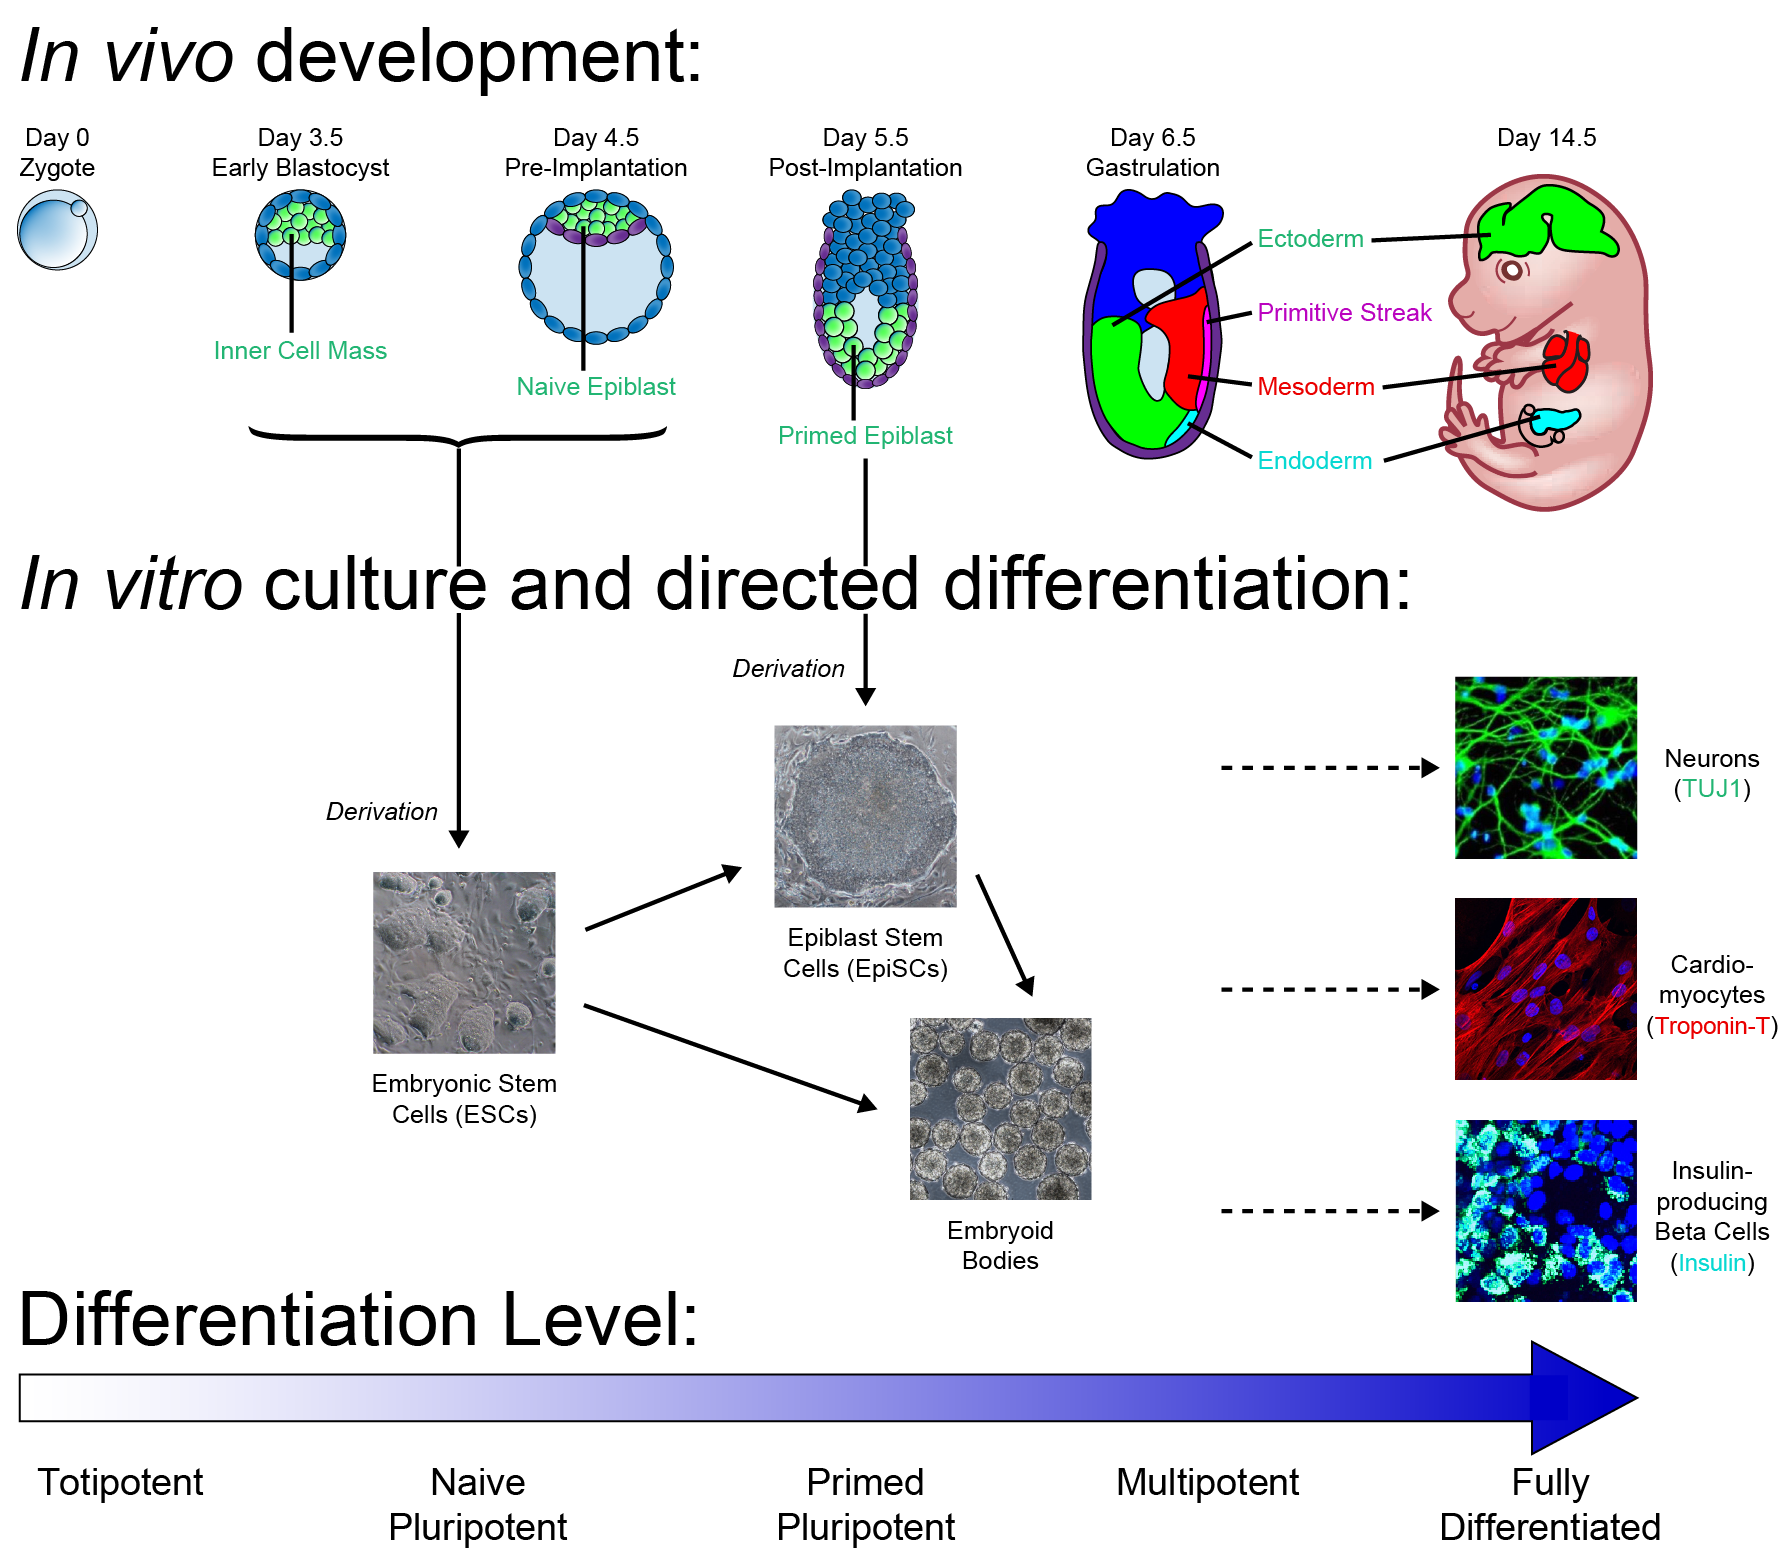 In vivo development:
Day 0
Zygote
Day 3.5
Early Blastocyst
Day 4.5
Pre-Implantation
Day 5.5
Post-Implantation
Day 6.5
Gastrulation
Day 14.5
Inner Cell Mass
Naive Epiblast
Primed Epiblast
Ectoderm
Primitive Streak
Mesoderm
Endoderm
In vitro culture and directed differentiation:
Derivation
Derivation
Embryonic Stem
Cells (ESCs)
Epiblast Stem
Cells (EpiSCs)
Embryoid
Bodies
Neurons
(TUJ1)
Cardio-
myocytes
(Troponin-T)
Insulin-
producing
Beta Cells
(Insulin)
Differentiation Level:
Totipotent
Naive
Pluripotent
Primed
Pluripotent
Multipotent
Fully
Differentiated